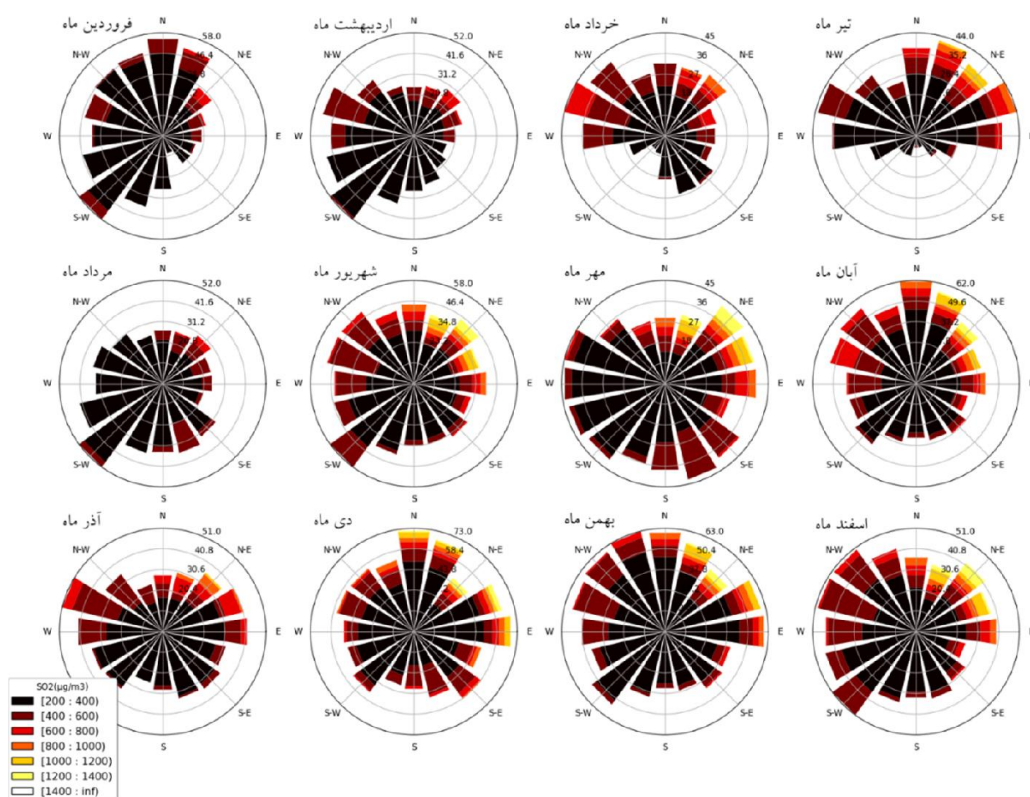 فروردین ماه
N
58.0
46.4
N-W
N-E
W
E
S-W
S-E
S
اردیبهشت ماه
N
52.0
41.6
31.2
N-W
N-E
W
E
S-W
S-E
S
خرداد ماه
N
45
36
27
N-W
N-E
W
E
S-W
S-E
S
تیر ماه
N
44.0
35.2
N-W
N-E
W
S-W
S-E
S
مرداد ماه
N
52.0
41.6
31.2
N-W
N-E
W
E
S-W
S-E
S
شهریور ماه
N
58.0
46.4
34.8
N-W
N-E
W
E
S-W
S-E
S
مهر ماه
N
45
36
27
N-W
N-E
W
E
S-W
S-E
S
آبان ماه
N
62.0
49.6
N-W
N-E
W
E
S-W
S-E
S
آذر ماه
N
51.0
40.8
30.6
N-W
N-E
W
E
S-E
S
دی ماه
N
73.0
58.4
N-W
N-E
W
E
S-W
S-E
S
بهمن ماه
N
63.0
50.4
N-W
N-E
W
E
S-W
S-E
S
اسفند ماه
N
51.0
40.8
30.6
N-W
N-E
W
E
S-W
S-E
S
SO2(µg/m3)
[200 : 400)
[400 : 600)
[600 : 800)
[800 : 1000)
[1000 : 1200)
[1200 : 1400)
[1400 : inf)